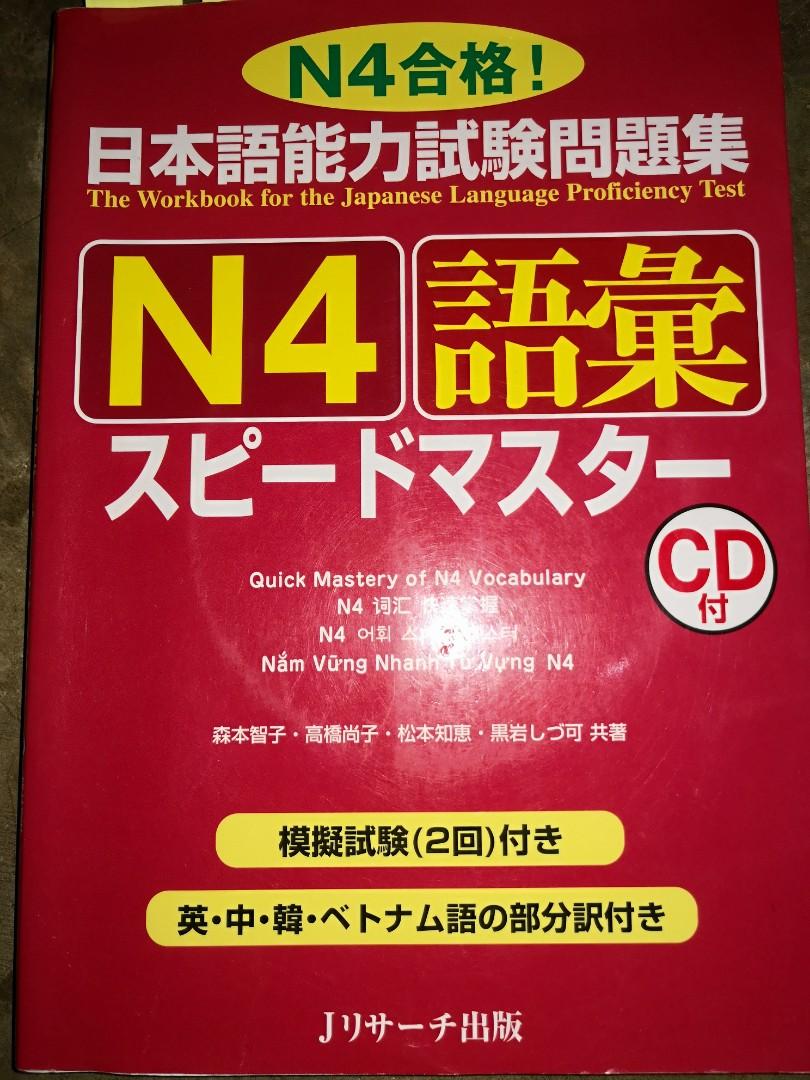 N4合格!
日本語能力試験問題集
The Workbook for the Japanese Language Proficiency Test
N4 語彙
スピードマスター
CD付
Quick Mastery of N4 Vocabulary
N4 词汇
N4 어휘
Nắm Vững Nhanh Từ Vựng N4
森本智子・高橋尚子・松本知恵・黒岩しづ可 共著
模擬試験(2回)付き
英・中・韓・ベトナム語の部分訳付き
Jリサーチ出版